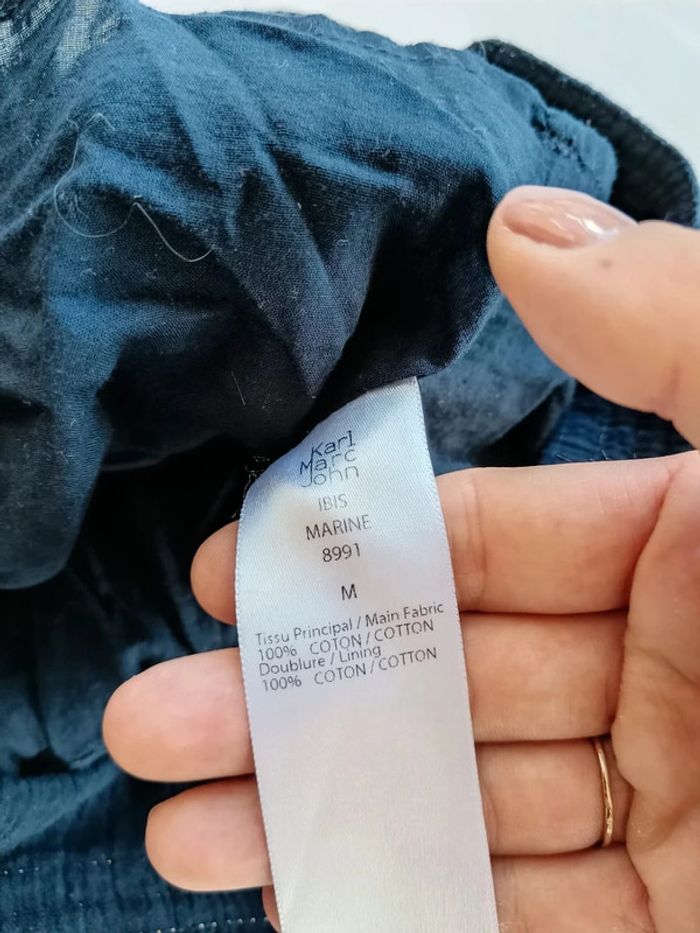 Karl
Marc
John
IBIS
MARINE
8991
M
Tissu Principal / Main Fabric
100% COTON / COTTON
Doublure / Lining
100% COTON / COTTON